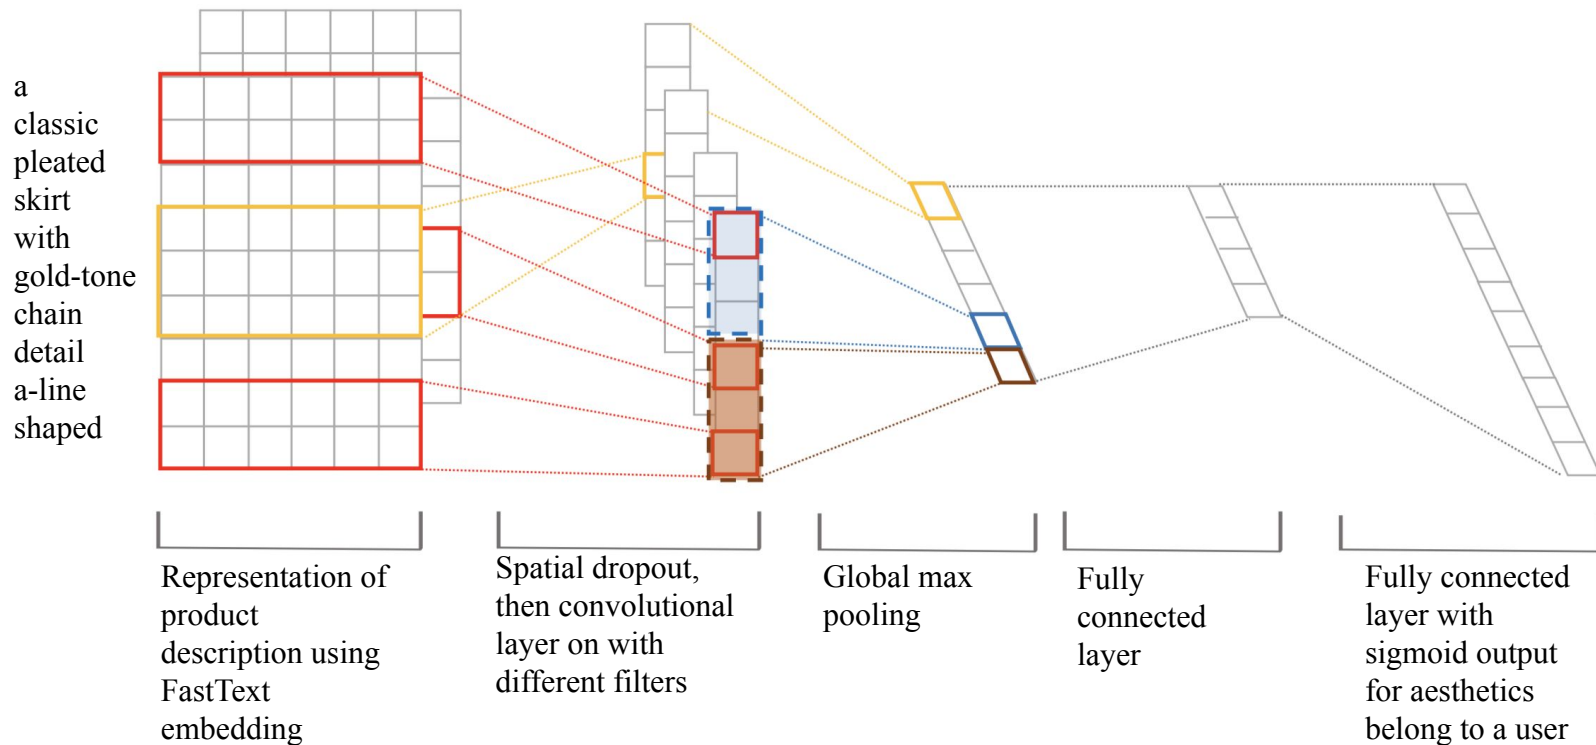 a
classic
pleated
skirt
with
gold-tone
chain
detail
a-line
shaped
Representation of
product
description using
FastText
embedding
Spatial dropout,
then convolutional
layer on with
different filters
Global max
pooling
Fully
connected
layer
Fully connected
layer with
sigmoid output
for aesthetics
belong to a user